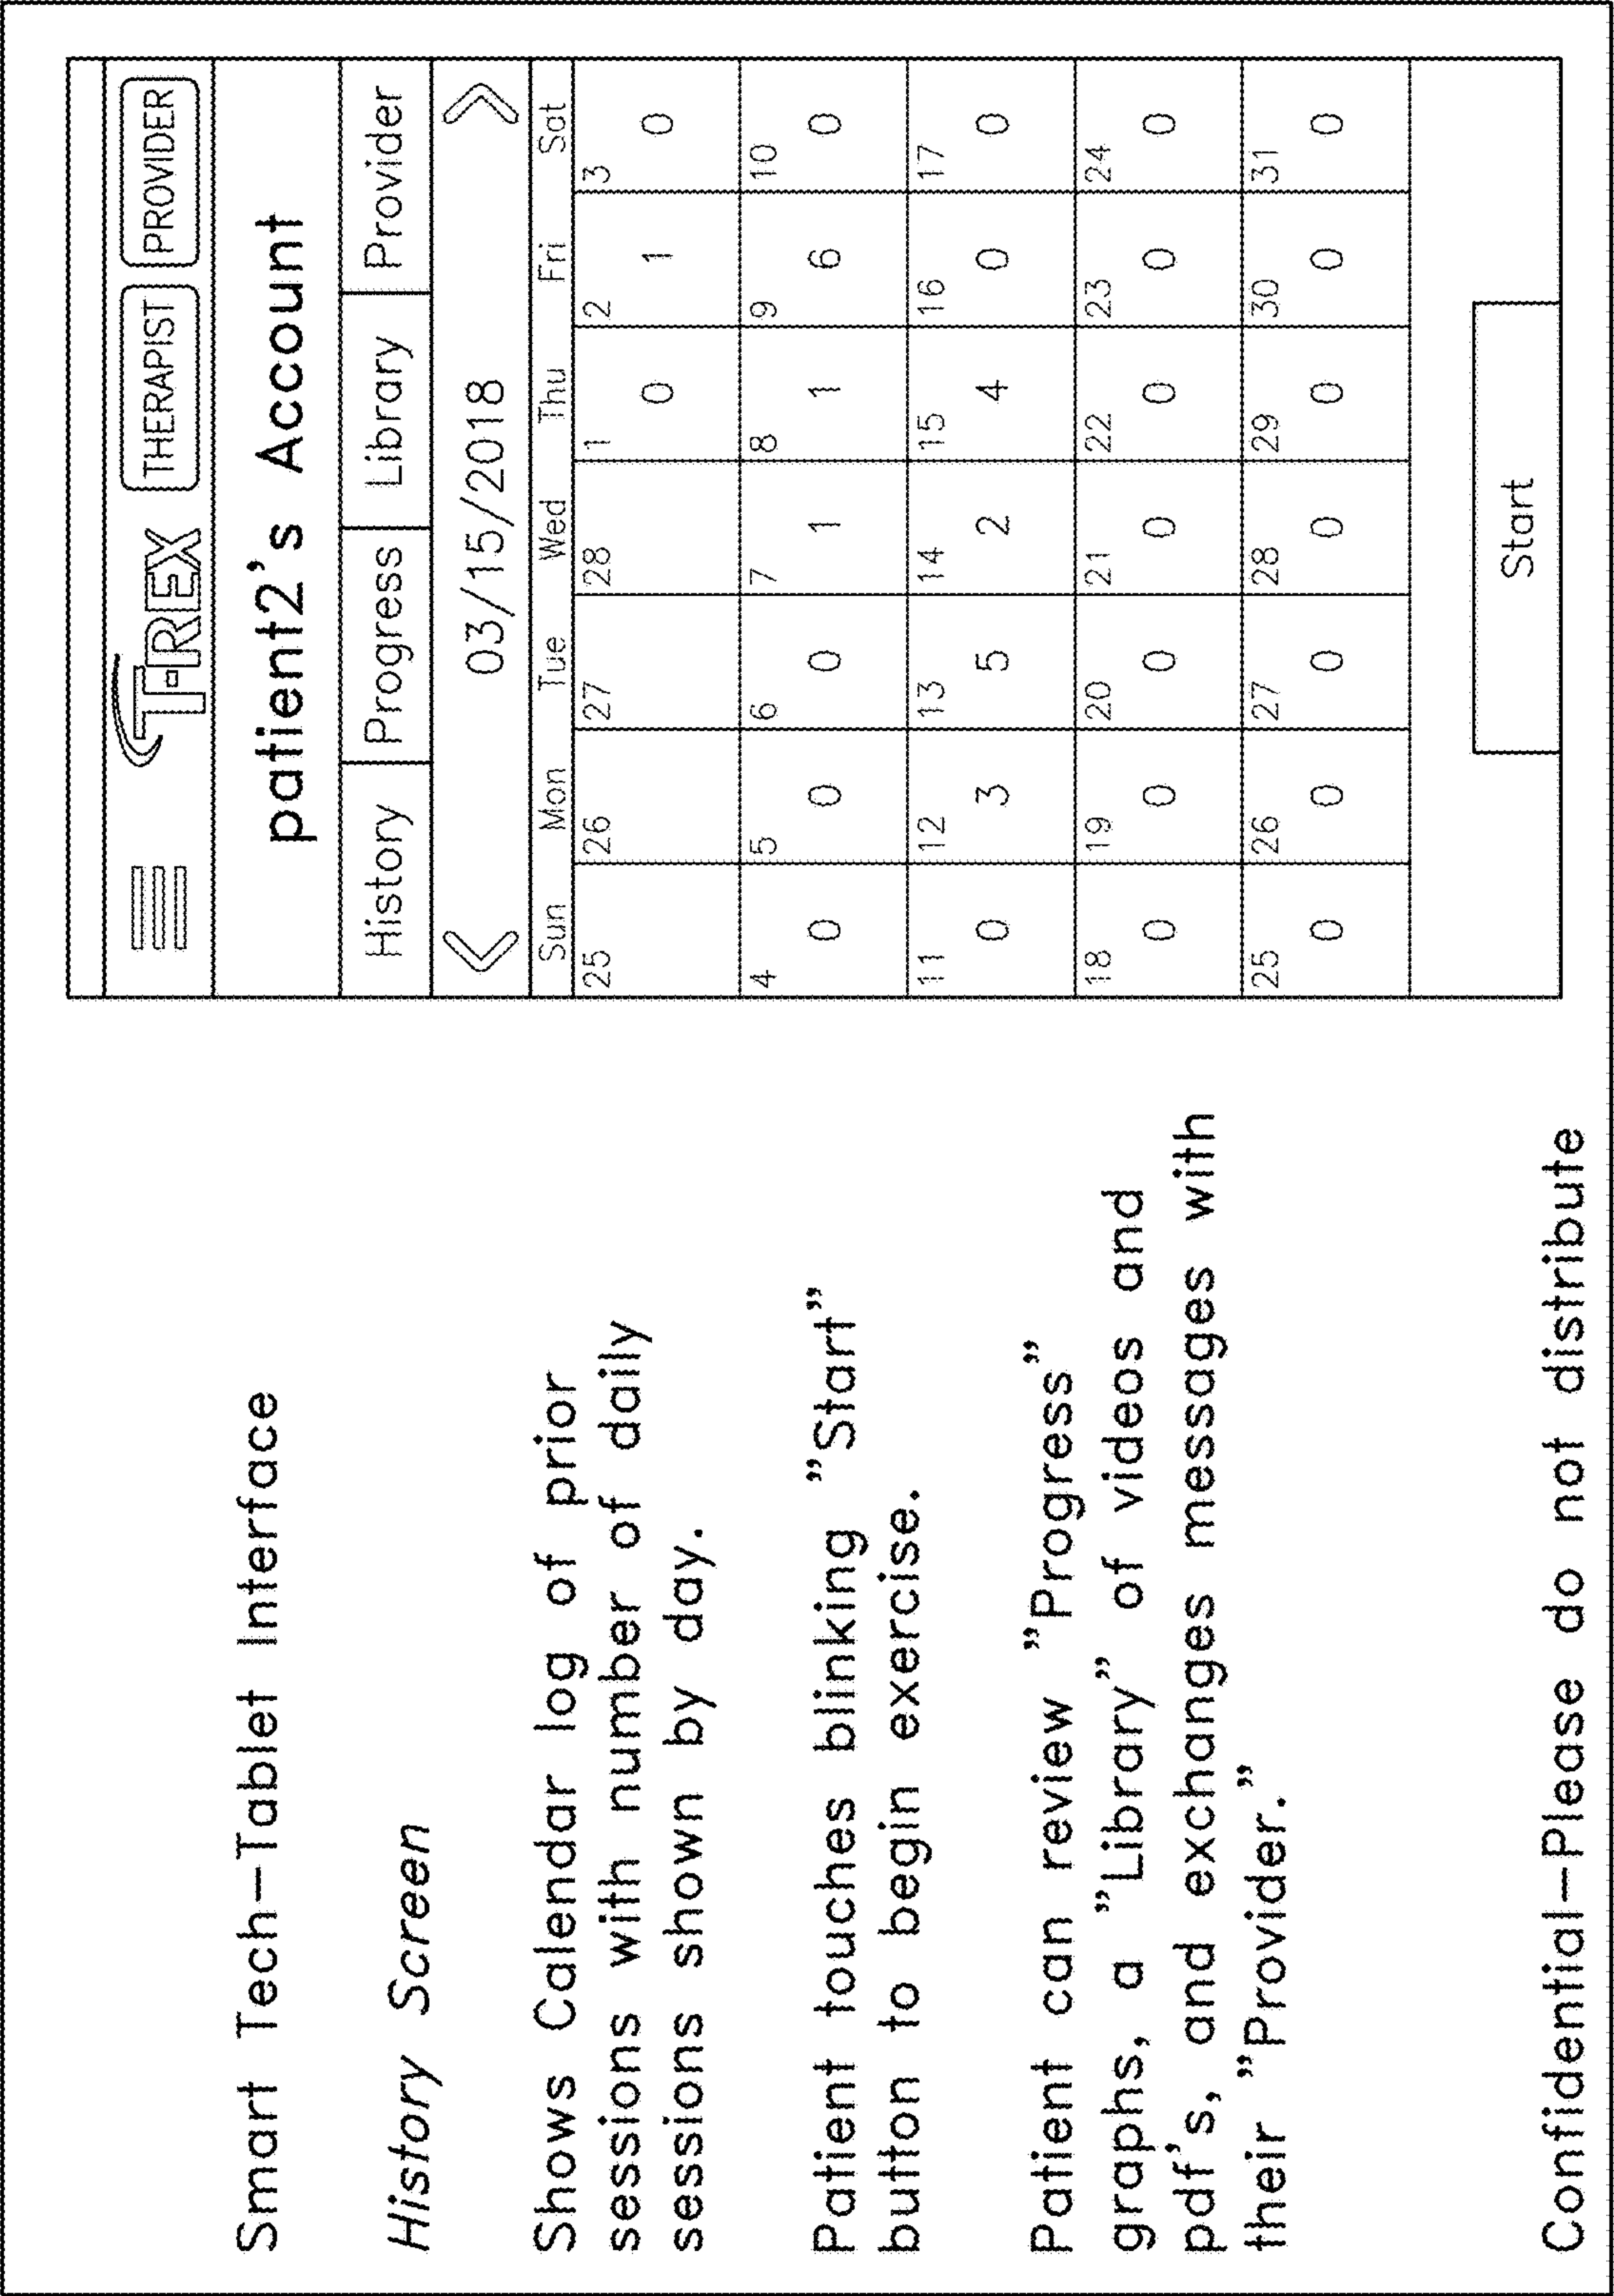 Smart Tech-Tablet Interface
History Screen
Shows Calendar log of prior
sessions with number of daily
sessions shown by day.
Patient touches blinking "Start"
button to begin exercise.
Patient can review "Progress"
graphs, a "Library" of videos and
pdf's, and exchanges messages with
their "Provider."
Confidential-Please do not distribute
T-REX THERAPIST PROVIDER
patient2's Account
History Progress Library Provider
03/15/2018
Sun Mon Tue Wed Thu Fri Sat
25 26 27 28 1 2 3
0 1 0
4 5 6 7 8 9 10
0 0 0 1 1 6 0
11 12 13 14 15 16 17
0 3 5 2 4 0 0
18 19 20 21 22 23 24
0 0 0 0 0 0 0
25 26 27 28 29 30 31
0 0 0 0 0 0 0
Start